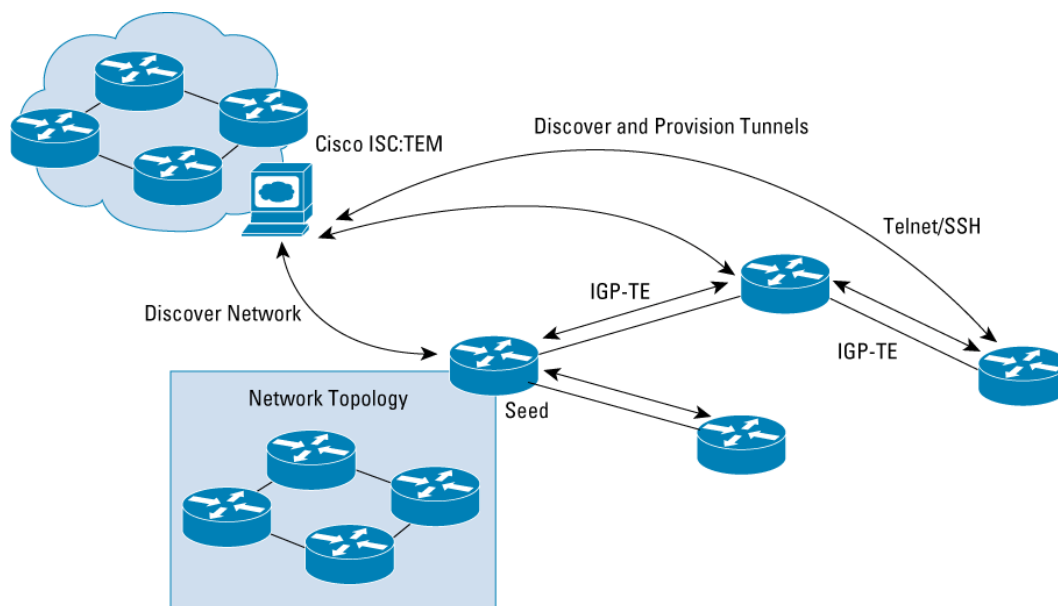 Cisco ISC:TEM
Discover and Provision Tunnels
Telnet/SSH
IGP-TE
Discover Network
IGP-TE
Network Topology
Seed